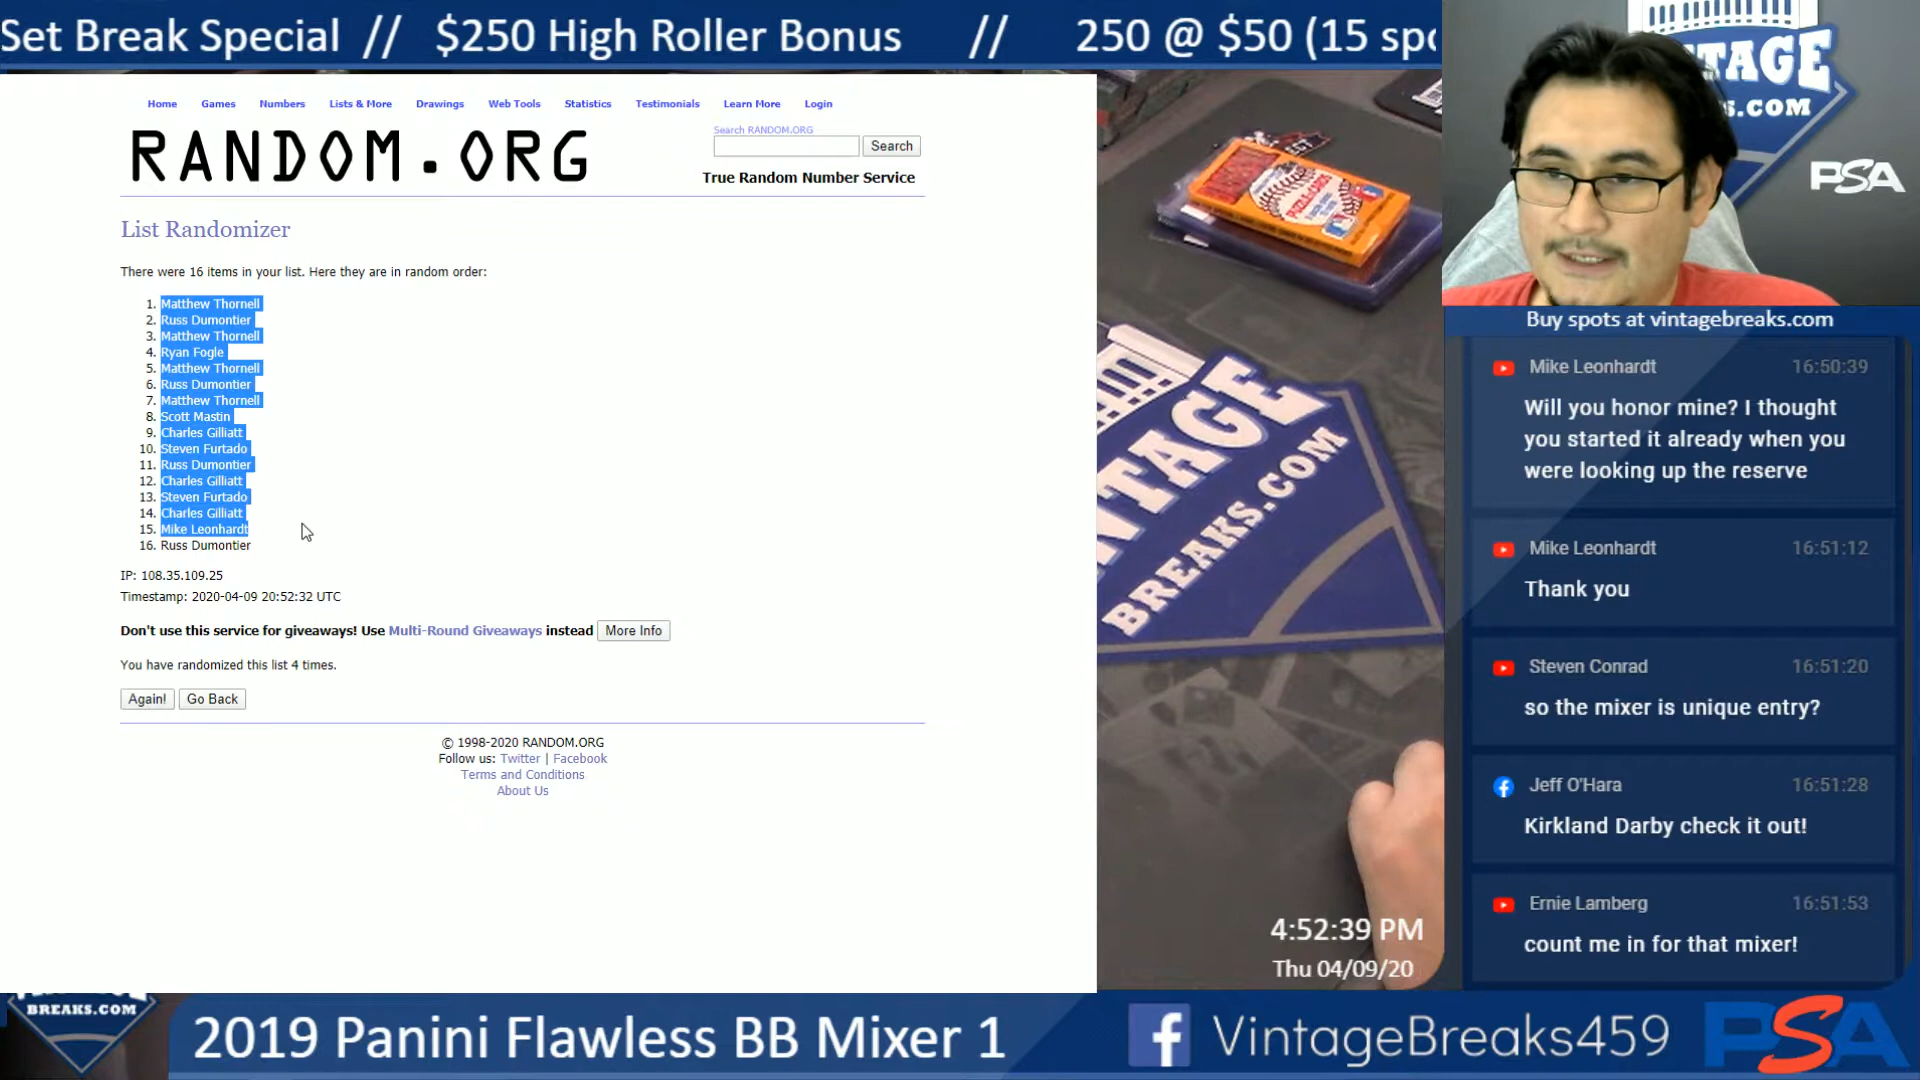 Set Break Special // $250 High Roller Bonus // 250 @ $50 (15 spo
Home Games Numbers Lists & More Drawings Web Tools Statistics Testimonials Learn More Login
RANDOM.ORG
Search RANDOM.ORG
Search
True Random Number Service
List Randomizer
There were 16 items in your list. Here they are in random order:
1. Matthew Thornell
2. Russ Dumontier
3. Matthew Thornell
4. Ryan Fogle
5. Matthew Thornell
6. Russ Dumontier
7. Matthew Thornell
8. Scott Mastin
9. Charles Gilliatt
10. Steven Furtado
11. Russ Dumontier
12. Charles Gilliatt
13. Steven Furtado
14. Charles Gilliatt
15. Mike Leonhardt
16. Russ Dumontier
IP: 108.35.109.25
Timestamp: 2020-04-09 20:52:32 UTC
Don't use this service for giveaways! Use Multi-Round Giveaways instead More Info
You have randomized this list 4 times.
Again! Go Back
© 1998-2020 RANDOM.ORG
Follow us: Twitter | Facebook
Terms and Conditions
About Us
NTAGE
S.COM
PSA
VINTAGE
BREAKS.COM
4:52:39 PM
Thu 04/09/20
Buy spots at vintagebreaks.com
Mike Leonhardt 16:50:39
Will you honor mine? I thought
you started it already when you
were looking up the reserve
Mike Leonhardt 16:51:12
Thank you
Steven Conrad 16:51:20
so the mixer is unique entry?
Jeff O'Hara 16:51:28
Kirkland Darby check it out!
Ernie Lamberg 16:51:53
count me in for that mixer!
BREAKS.COM
2019 Panini Flawless BB Mixer 1
VintageBreaks459
PSA